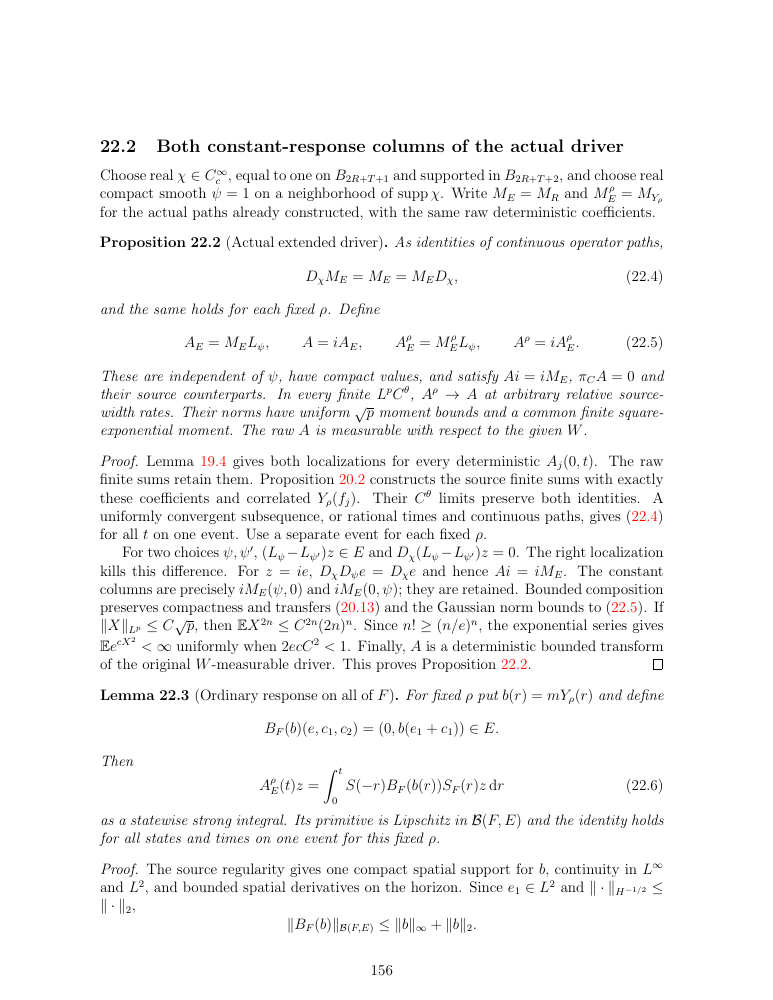 22.2 Both constant-response columns of the actual driver
Choose real χ ∈ C_c^∞, equal to one on B_{2R+T+1} and supported in B_{2R+T+2}, and choose real
compact smooth ψ = 1 on a neighborhood of supp χ. Write M_E = M_R and M_E^ρ = M_{Y_ρ}
for the actual paths already constructed, with the same raw deterministic coefficients.
Proposition 22.2 (Actual extended driver). As identities of continuous operator paths,
D_χ M_E = M_E = M_E D_χ, (22.4)
and the same holds for each fixed ρ. Define
A_E = M_E L_ψ, A = iA_E, A_E^ρ = M_E^ρ L_ψ, A^ρ = iA_E^ρ. (22.5)
These are independent of ψ, have compact values, and satisfy Ai = iM_E, π_C A = 0 and
their source counterparts. In every finite L^p C^θ, A^ρ → A at arbitrary relative source-
width rates. Their norms have uniform √p moment bounds and a common finite square-
exponential moment. The raw A is measurable with respect to the given W.
Proof. Lemma 19.4 gives both localizations for every deterministic A_j(0, t). The raw
finite sums retain them. Proposition 20.2 constructs the source finite sums with exactly
these coefficients and correlated Y_ρ(f_j). Their C^θ limits preserve both identities. A
uniformly convergent subsequence, or rational times and continuous paths, gives (22.4)
for all t on one event. Use a separate event for each fixed ρ.
For two choices ψ, ψ′, (L_ψ−L_{ψ′})z ∈ E and D_χ(L_ψ−L_{ψ′})z = 0. The right localization
kills this difference. For z = ie, D_χ D_ψ e = D_χ e and hence Ai = iM_E. The constant
columns are precisely iM_E(ψ, 0) and iM_E(0, ψ); they are retained. Bounded composition
preserves compactness and transfers (20.13) and the Gaussian norm bounds to (22.5). If
‖X‖_{L^p} ≤ C√p, then 𝔼X^{2n} ≤ C^{2n}(2n)^n. Since n! ≥ (n/e)^n, the exponential series gives
𝔼e^{cX^2} < ∞ uniformly when 2ecC^2 < 1. Finally, A is a deterministic bounded transform
of the original W-measurable driver. This proves Proposition 22.2. □
Lemma 22.3 (Ordinary response on all of F). For fixed ρ put b(r) = mY_ρ(r) and define
B_F(b)(e, c_1, c_2) = (0, b(e_1 + c_1)) ∈ E.
Then
A_E^ρ(t)z = ∫_0^t S(−r)B_F(b(r))S_F(r)z dr (22.6)
as a statewise strong integral. Its primitive is Lipschitz in 𝓑(F, E) and the identity holds
for all states and times on one event for this fixed ρ.
Proof. The source regularity gives one compact spatial support for b, continuity in L^∞
and L^2, and bounded spatial derivatives on the horizon. Since e_1 ∈ L^2 and ‖ · ‖_{H^{−1/2}} ≤
‖ · ‖_2,
‖B_F(b)‖_{𝓑(F,E)} ≤ ‖b‖_∞ + ‖b‖_2.
156